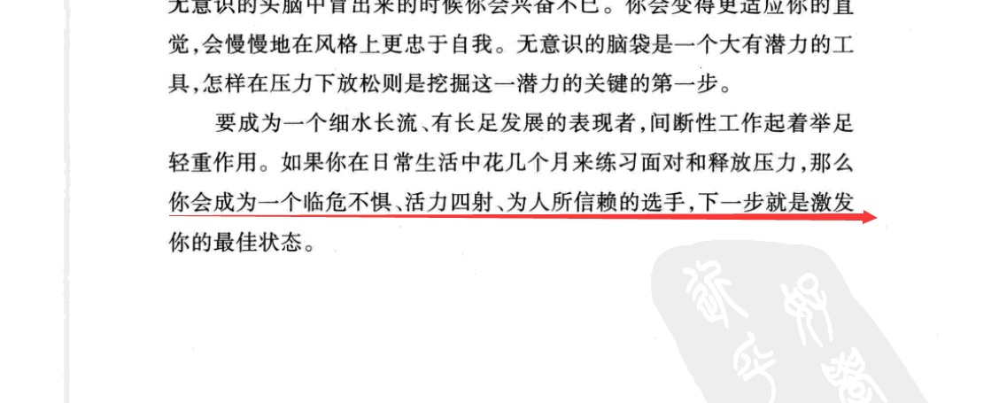 无意识的头脑中冒出来的时候你会兴奋不已。你会变得更适应你的直
觉,会慢慢地在风格上更忠于自我。无意识的脑袋是一个大有潜力的工
具,怎样在压力下放松则是挖掘这一潜力的关键的第一步。
要成为一个细水长流、有长足发展的表现者,间断性工作起着举足
轻重作用。如果你在日常生活中花几个月来练习面对和释放压力,那么
你会成为一个临危不惧、活力四射、为人所信赖的选手,下一步就是激发
你的最佳状态。